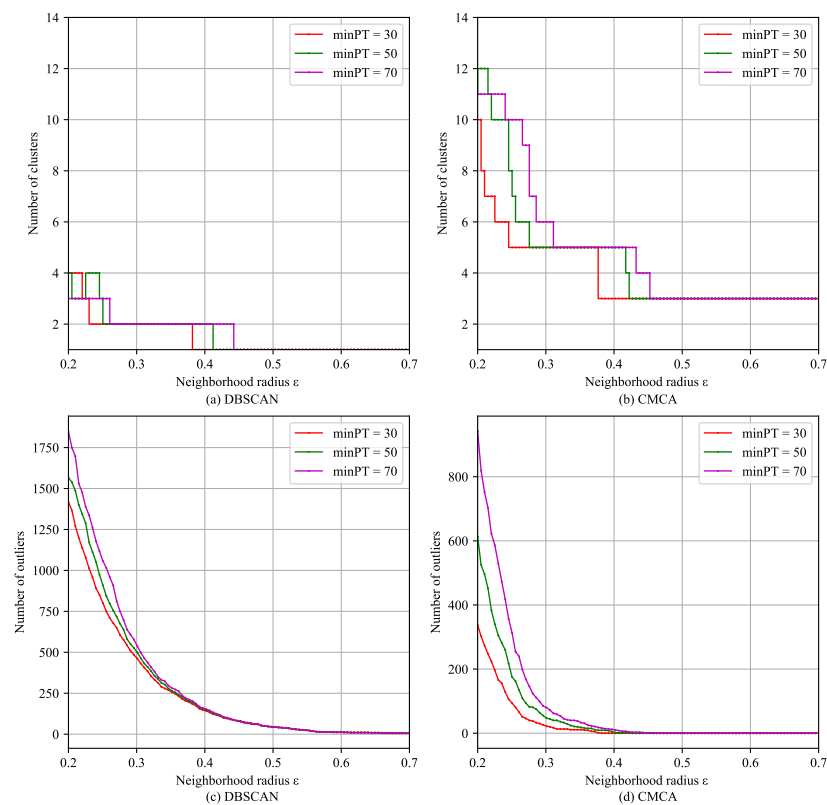 14
12
10
8
6
4
2
Number of clusters
minPT = 30
minPT = 50
minPT = 70
0.2 0.3 0.4 0.5 0.6 0.7
Neighborhood radius ε
(a) DBSCAN
14
12
10
8
6
4
2
Number of clusters
minPT = 30
minPT = 50
minPT = 70
0.2 0.3 0.4 0.5 0.6 0.7
Neighborhood radius ε
(b) CMCA
1750
1500
1250
1000
750
500
250
0
Number of outliers
minPT = 30
minPT = 50
minPT = 70
0.2 0.3 0.4 0.5 0.6 0.7
Neighborhood radius ε
(c) DBSCAN
800
600
400
200
0
Number of outliers
minPT = 30
minPT = 50
minPT = 70
0.2 0.3 0.4 0.5 0.6 0.7
Neighborhood radius ε
(d) CMCA